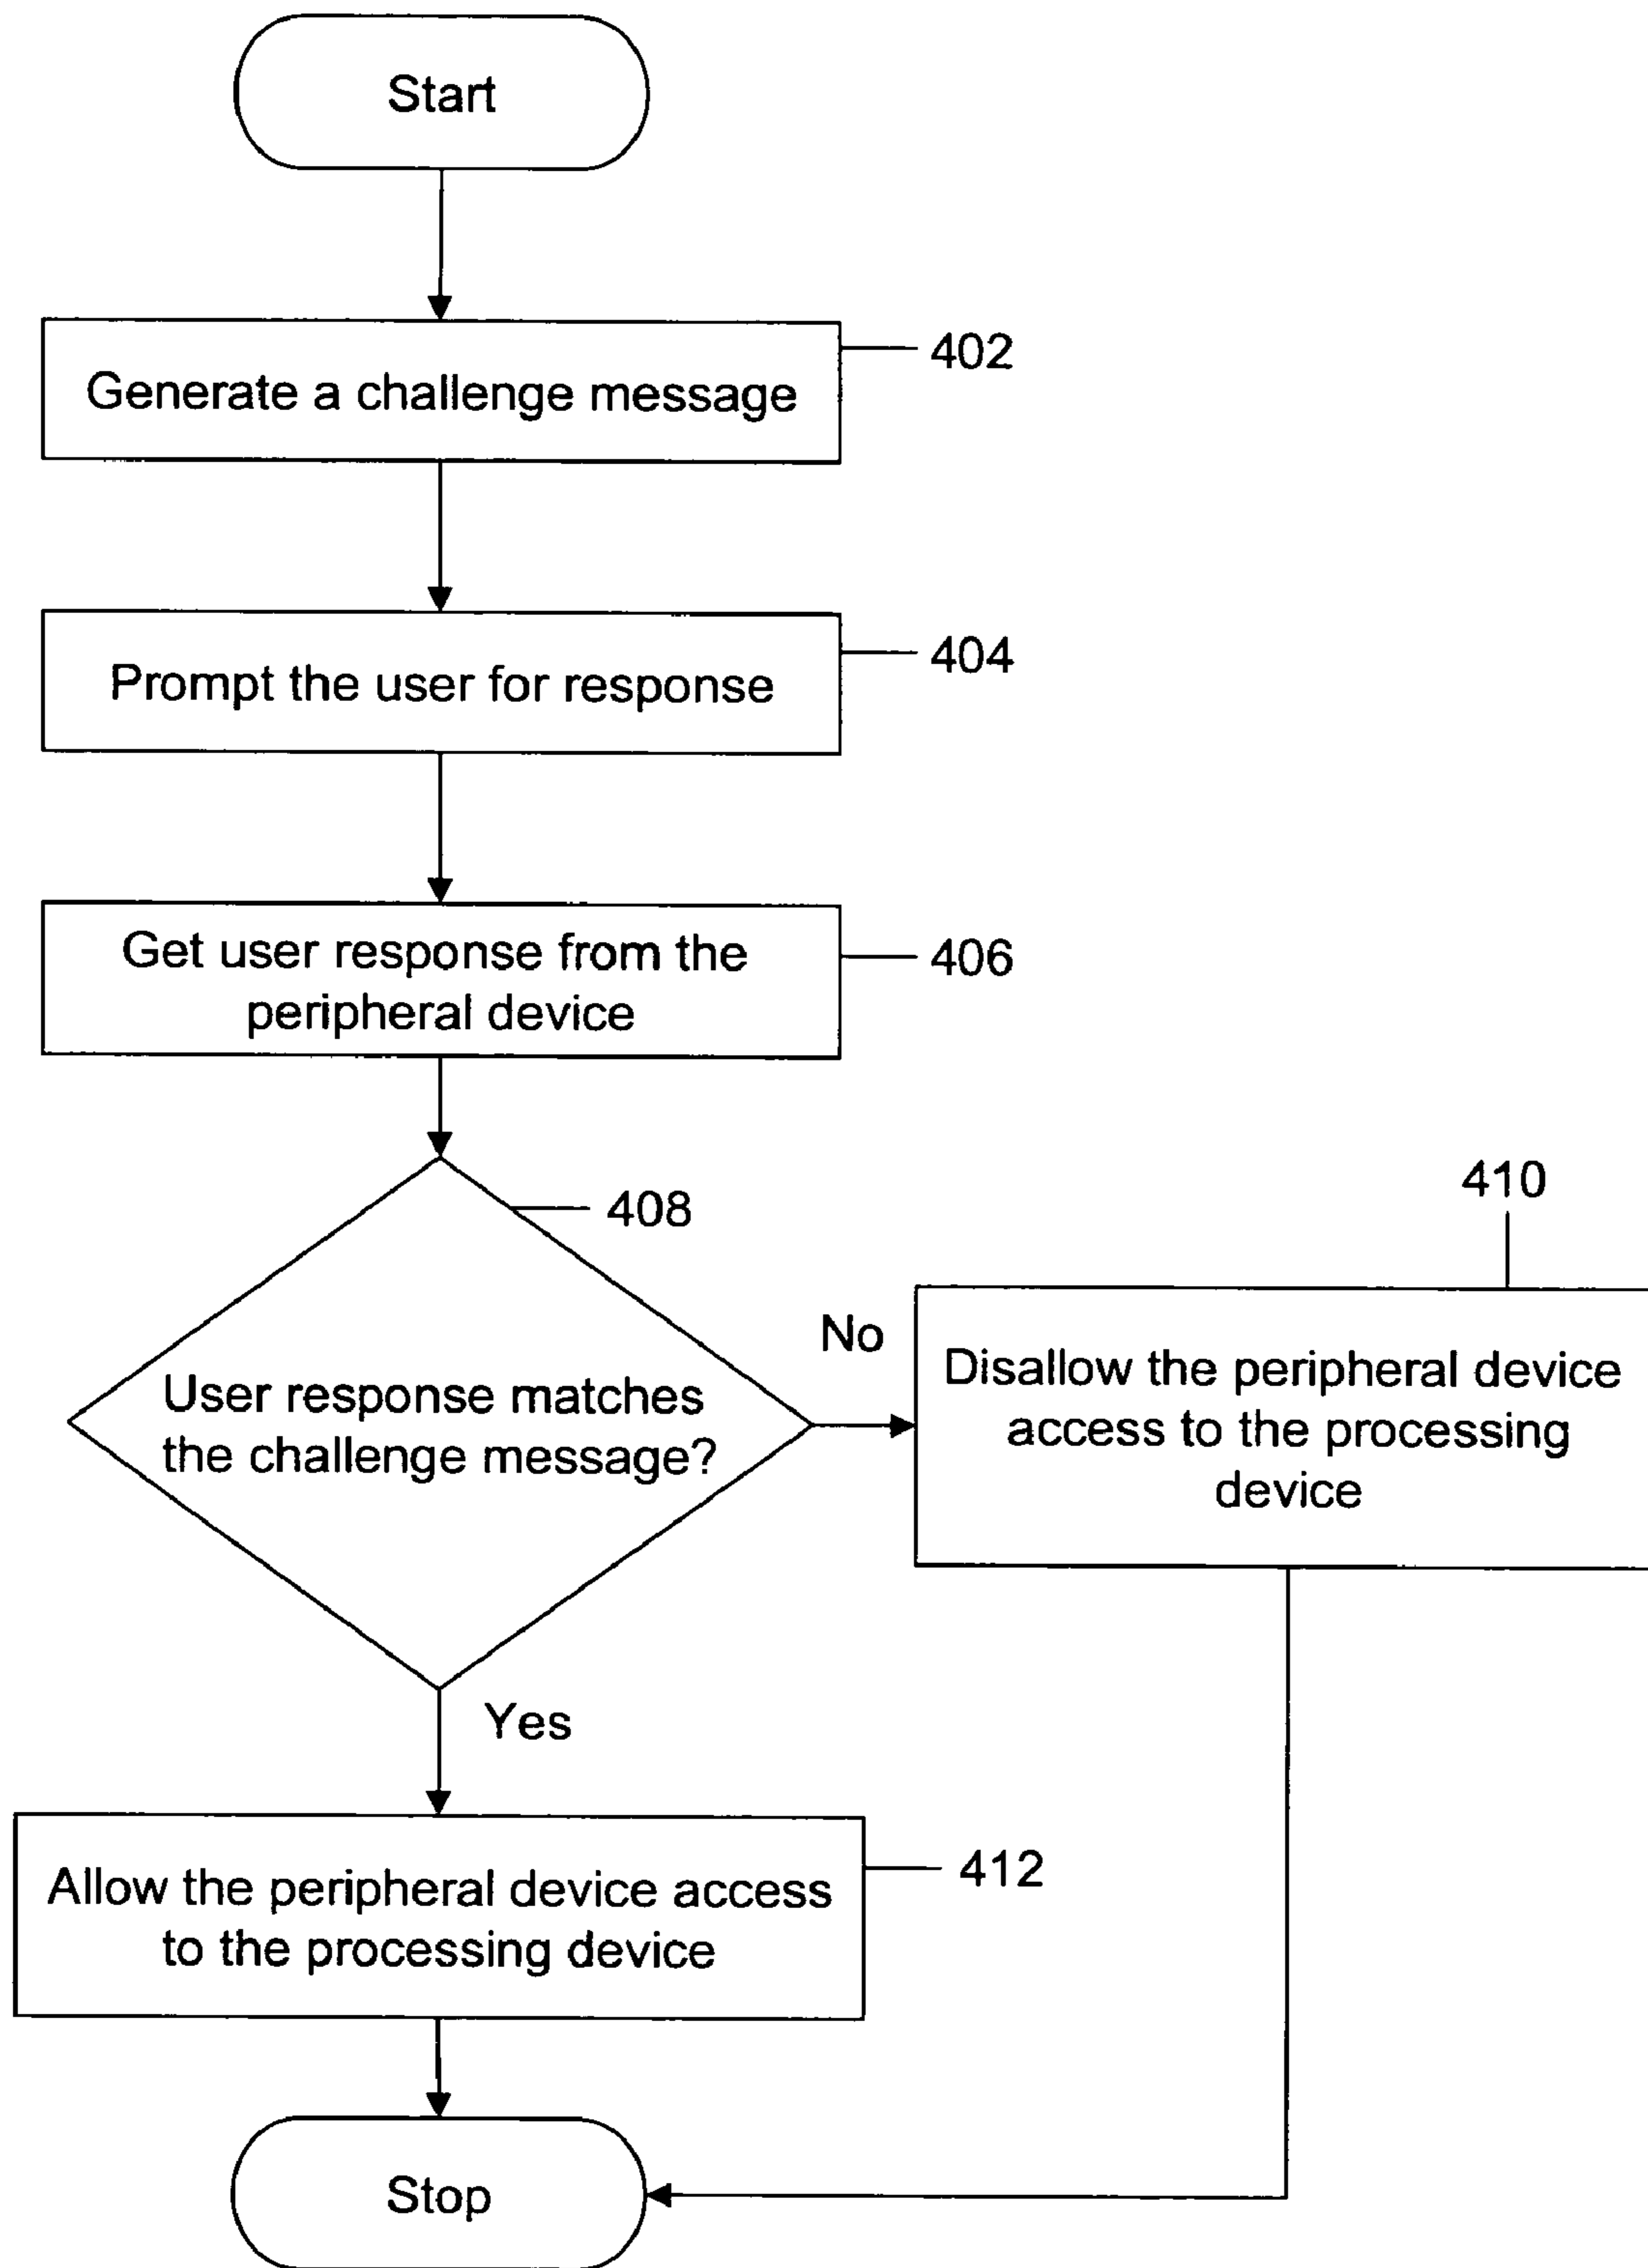 Start
402
Generate a challenge message
404
Prompt the user for response
406
Get user response from the
peripheral device
408
User response matches
the challenge message?
No
410
Disallow the peripheral device
access to the processing
device
Yes
412
Allow the peripheral device access
to the processing device
Stop